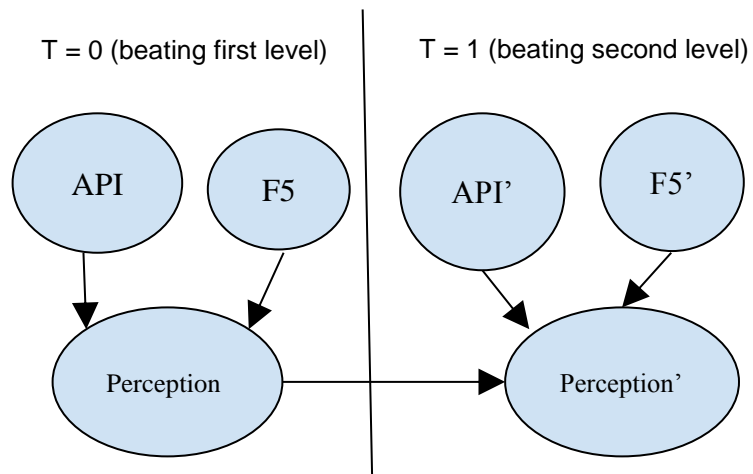 T = 0 (beating first level)
T = 1 (beating second level)
API
F5
API’
F5’
Perception
Perception’